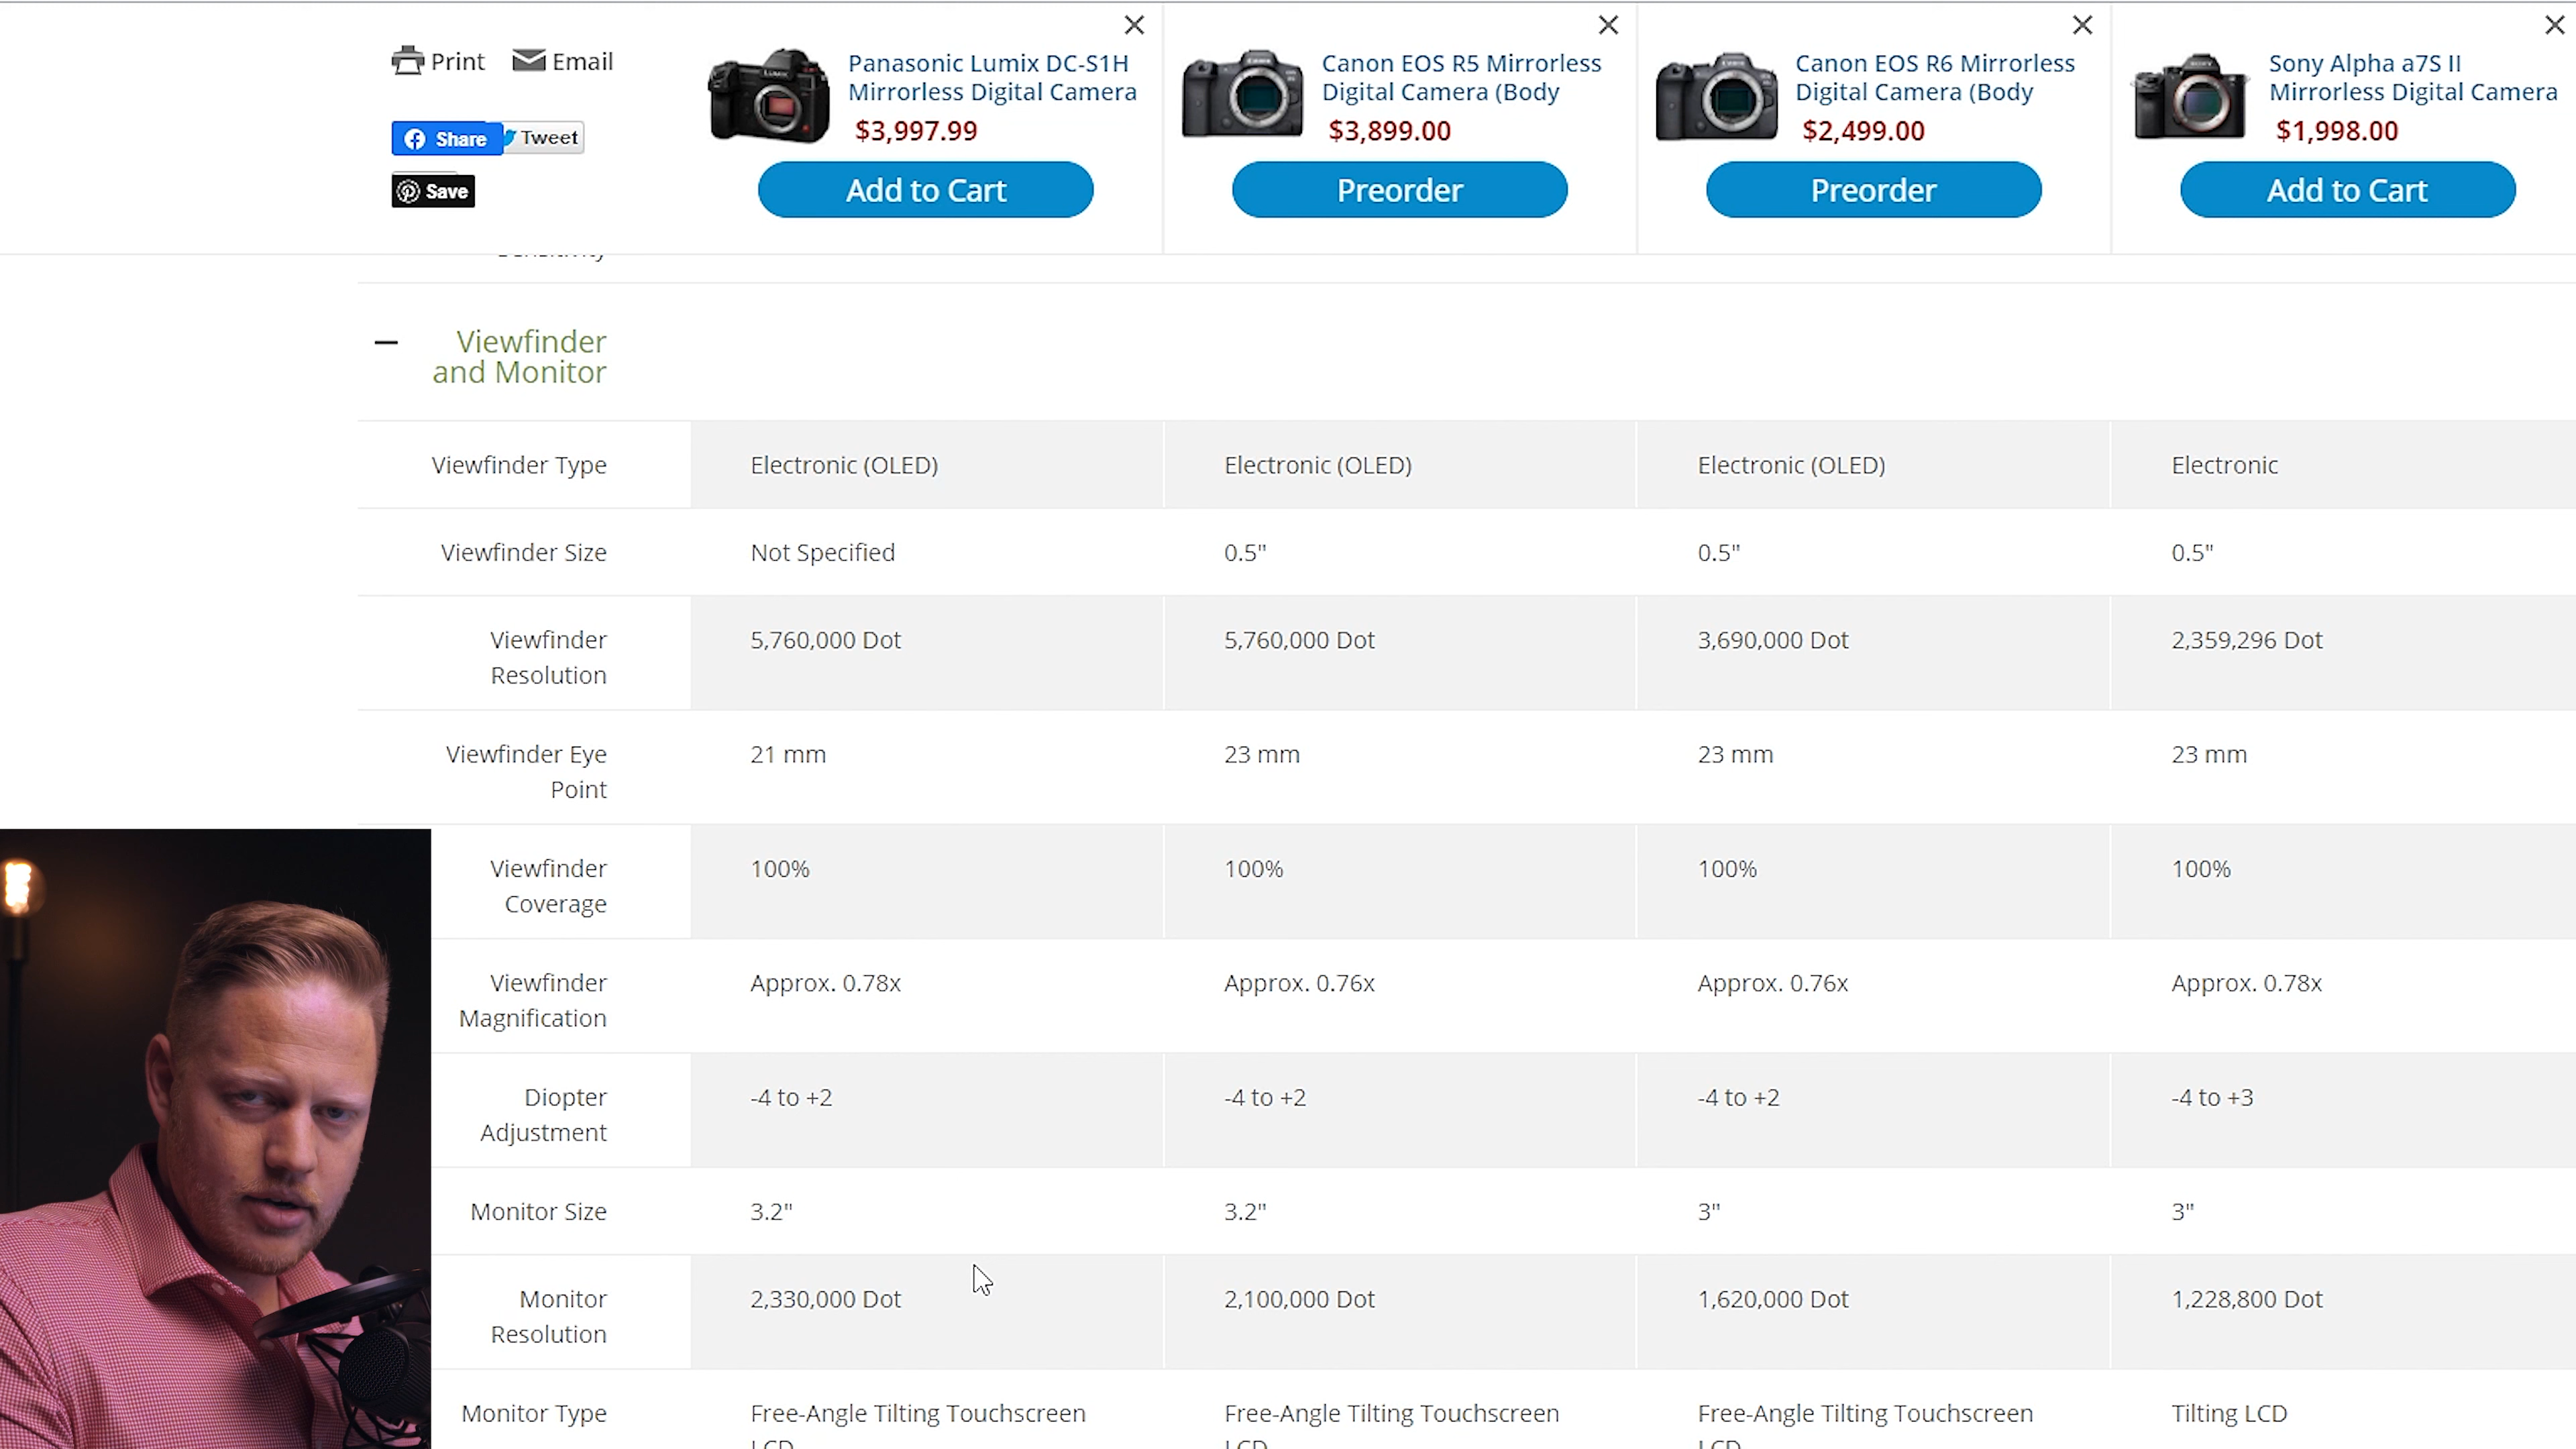 Print
Email
Share
Tweet
Save
Panasonic Lumix DC-S1H
Mirrorless Digital Camera
$3,997.99
Add to Cart
Canon EOS R5 Mirrorless
Digital Camera (Body
$3,899.00
Preorder
Canon EOS R6 Mirrorless
Digital Camera (Body
$2,499.00
Preorder
Sony Alpha a7S II
Mirrorless Digital Camera
$1,998.00
Add to Cart
Viewfinder
and Monitor
Viewfinder Type
Electronic (OLED)
Electronic (OLED)
Electronic (OLED)
Electronic
Viewfinder Size
Not Specified
0.5"
0.5"
0.5"
Viewfinder
Resolution
5,760,000 Dot
5,760,000 Dot
3,690,000 Dot
2,359,296 Dot
Viewfinder Eye
Point
21 mm
23 mm
23 mm
23 mm
Viewfinder
Coverage
100%
100%
100%
100%
Viewfinder
Magnification
Approx. 0.78x
Approx. 0.76x
Approx. 0.76x
Approx. 0.78x
Diopter
Adjustment
-4 to +2
-4 to +2
-4 to +2
-4 to +3
Monitor Size
3.2"
3.2"
3"
3"
Monitor
Resolution
2,330,000 Dot
2,100,000 Dot
1,620,000 Dot
1,228,800 Dot
Monitor Type
Free-Angle Tilting Touchscreen
LCD
Free-Angle Tilting Touchscreen
LCD
Free-Angle Tilting Touchscreen
LCD
Tilting LCD